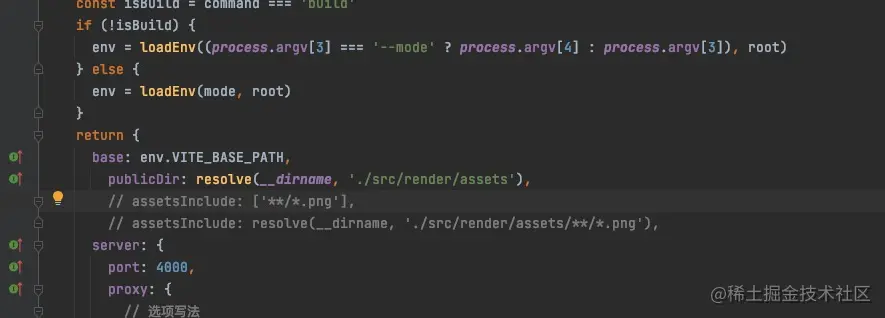 const isBuild = command === 'build'
if (!isBuild) {
env = loadEnv((process.argv[3] === '--mode' ? process.argv[4] : process.argv[3]), root)
} else {
env = loadEnv(mode, root)
}
return {
base: env.VITE_BASE_PATH,
publicDir: resolve(__dirname, './src/render/assets'),
// assetsInclude: ['**/*.png'],
// assetsInclude: resolve(__dirname, './src/render/assets/**/*.png'),
server: {
port: 4000,
proxy: {
// 选项写法
@稀土掘金技术社区